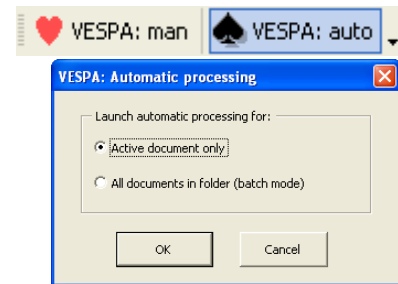 VESPA: man VESPA: auto
VESPA: Automatic processing
Launch automatic processing for:
Active document only
All documents in folder (batch mode)
OK Cancel